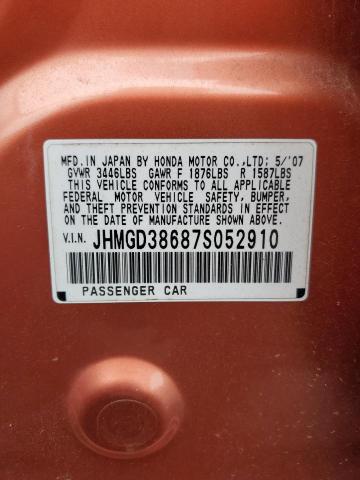 MFD.IN JAPAN BY HONDA MOTOR CO.,LTD; 5/'07
GVWR 3446LBS GAWR F 1876LBS R 1587LBS
THIS VEHICLE CONFORMS TO ALL APPLICABLE
FEDERAL MOTOR VEHICLE SAFETY, BUMPER,
AND THEFT PREVENTION STANDARDS IN EFFECT
ON THE DATE OF MANUFACTURE SHOWN ABOVE.
V.I.N. JHMGD38687S052910
PASSENGER CAR